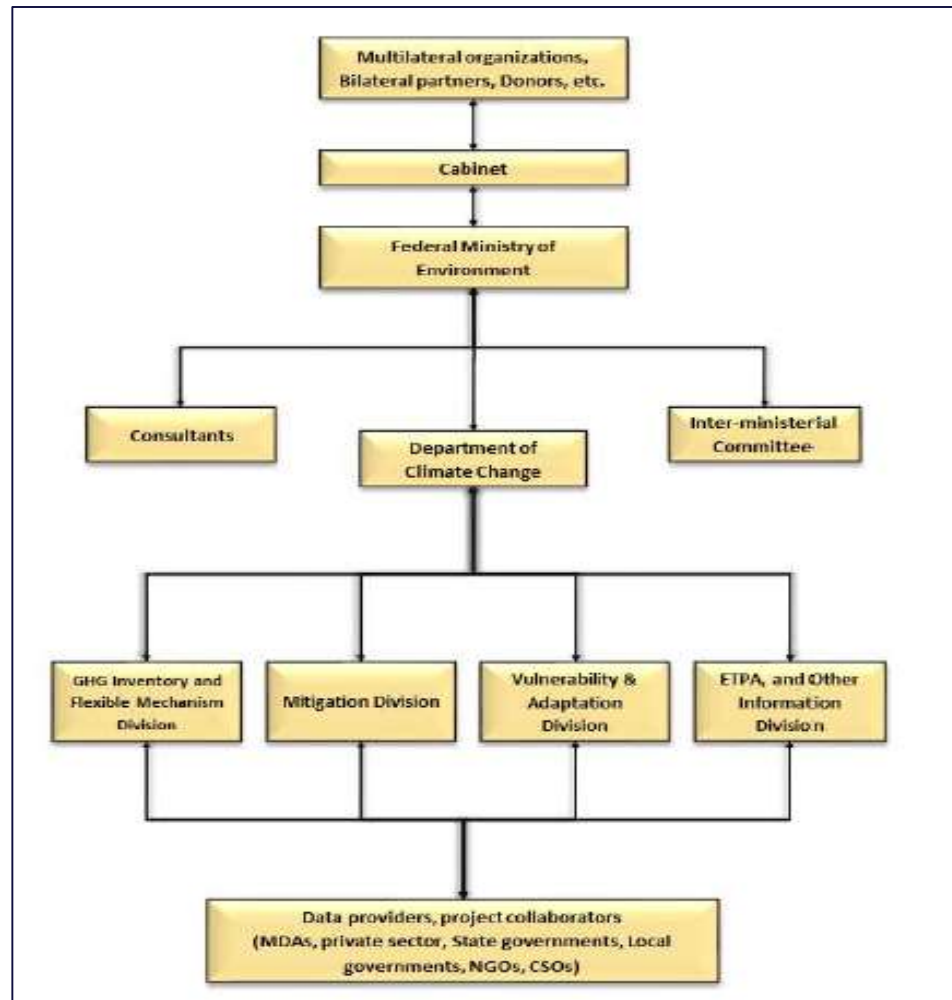 Multilateral organizations,
Bilateral partners, Donors, etc.
Cabinet
Federal Ministry of
Environment
Consultants
Department of
Climate Change
Inter-ministerial
Committee
GHG Inventory and
Flexible Mechanism
Division
Mitigation Division
Vulnerability &
Adaptation
Division
ETPA, and Other
Information
Division
Data providers, project collaborators
(MDAs, private sector, State governments, Local
governments, NGOs, CSOs)